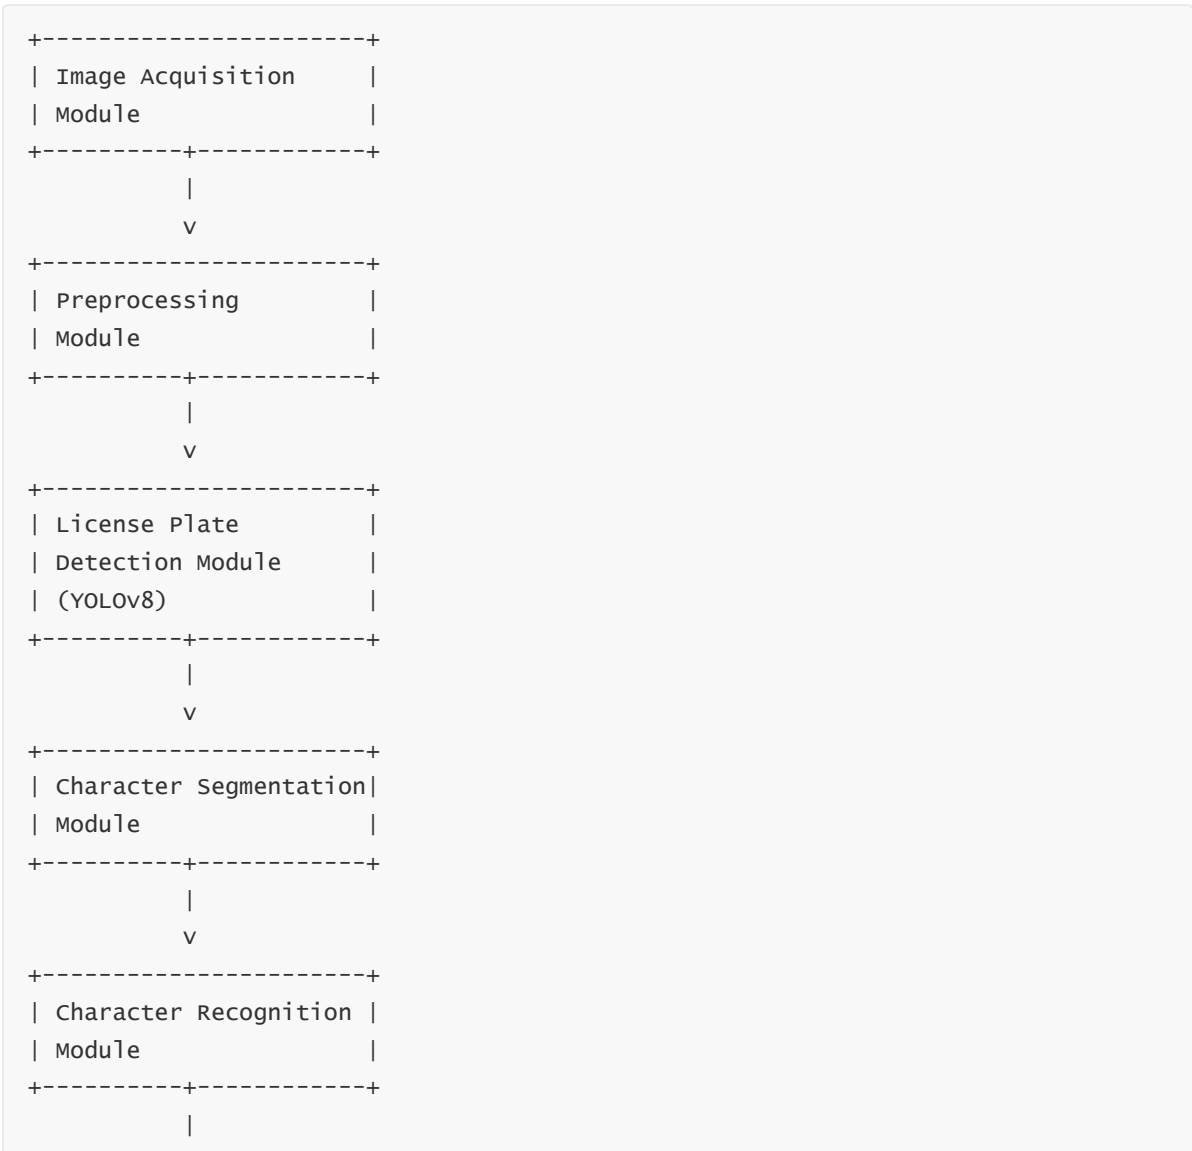 +-----------------------+
| Image Acquisition     |
| Module                |
+----------+------------+
           |
           v
+-----------------------+
| Preprocessing         |
| Module                |
+----------+------------+
           |
           v
+-----------------------+
| License Plate         |
| Detection Module      |
| (YOLOv8)              |
+----------+------------+
           |
           v
+-----------------------+
| Character Segmentation|
| Module                |
+----------+------------+
           |
           v
+-----------------------+
| Character Recognition |
| Module                |
+----------+------------+
           |